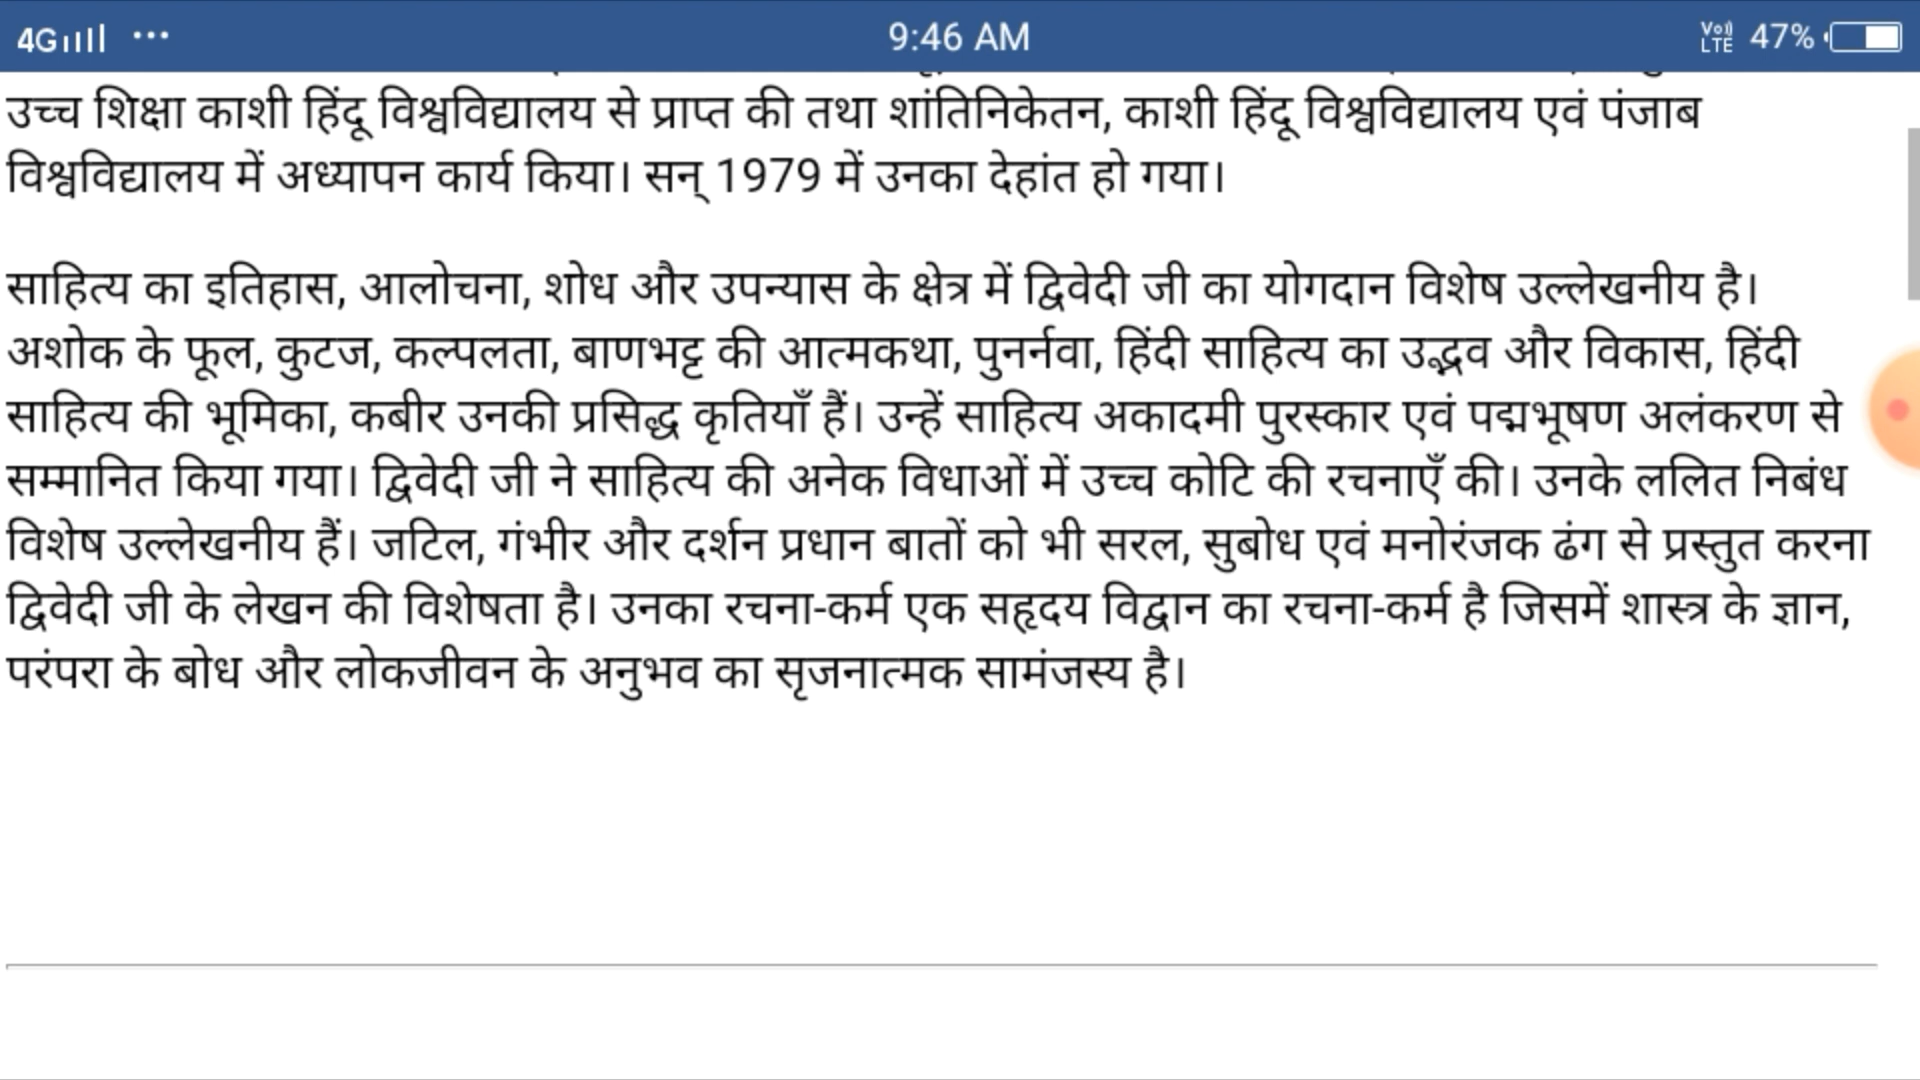 4G ... 9:46 AM VoLTE 47%
उच्च शिक्षा काशी हिंदू विश्वविद्यालय से प्राप्त की तथा शांतिनिकेतन, काशी हिंदू विश्वविद्यालय एवं पंजाब
विश्वविद्यालय में अध्यापन कार्य किया। सन् 1979 में उनका देहांत हो गया।
साहित्य का इतिहास, आलोचना, शोध और उपन्यास के क्षेत्र में द्विवेदी जी का योगदान विशेष उल्लेखनीय है।
अशोक के फूल, कुटज, कल्पलता, बाणभट्ट की आत्मकथा, पुनर्नवा, हिंदी साहित्य का उद्भव और विकास, हिंदी
साहित्य की भूमिका, कबीर उनकी प्रसिद्ध कृतियाँ हैं। उन्हें साहित्य अकादमी पुरस्कार एवं पद्मभूषण अलंकरण से
सम्मानित किया गया। द्विवेदी जी ने साहित्य की अनेक विधाओं में उच्च कोटि की रचनाएँ की। उनके ललित निबंध
विशेष उल्लेखनीय हैं। जटिल, गंभीर और दर्शन प्रधान बातों को भी सरल, सुबोध एवं मनोरंजक ढंग से प्रस्तुत करना
द्विवेदी जी के लेखन की विशेषता है। उनका रचना-कर्म एक सहृदय विद्वान का रचना-कर्म है जिसमें शास्त्र के ज्ञान,
परंपरा के बोध और लोकजीवन के अनुभव का सृजनात्मक सामंजस्य है।